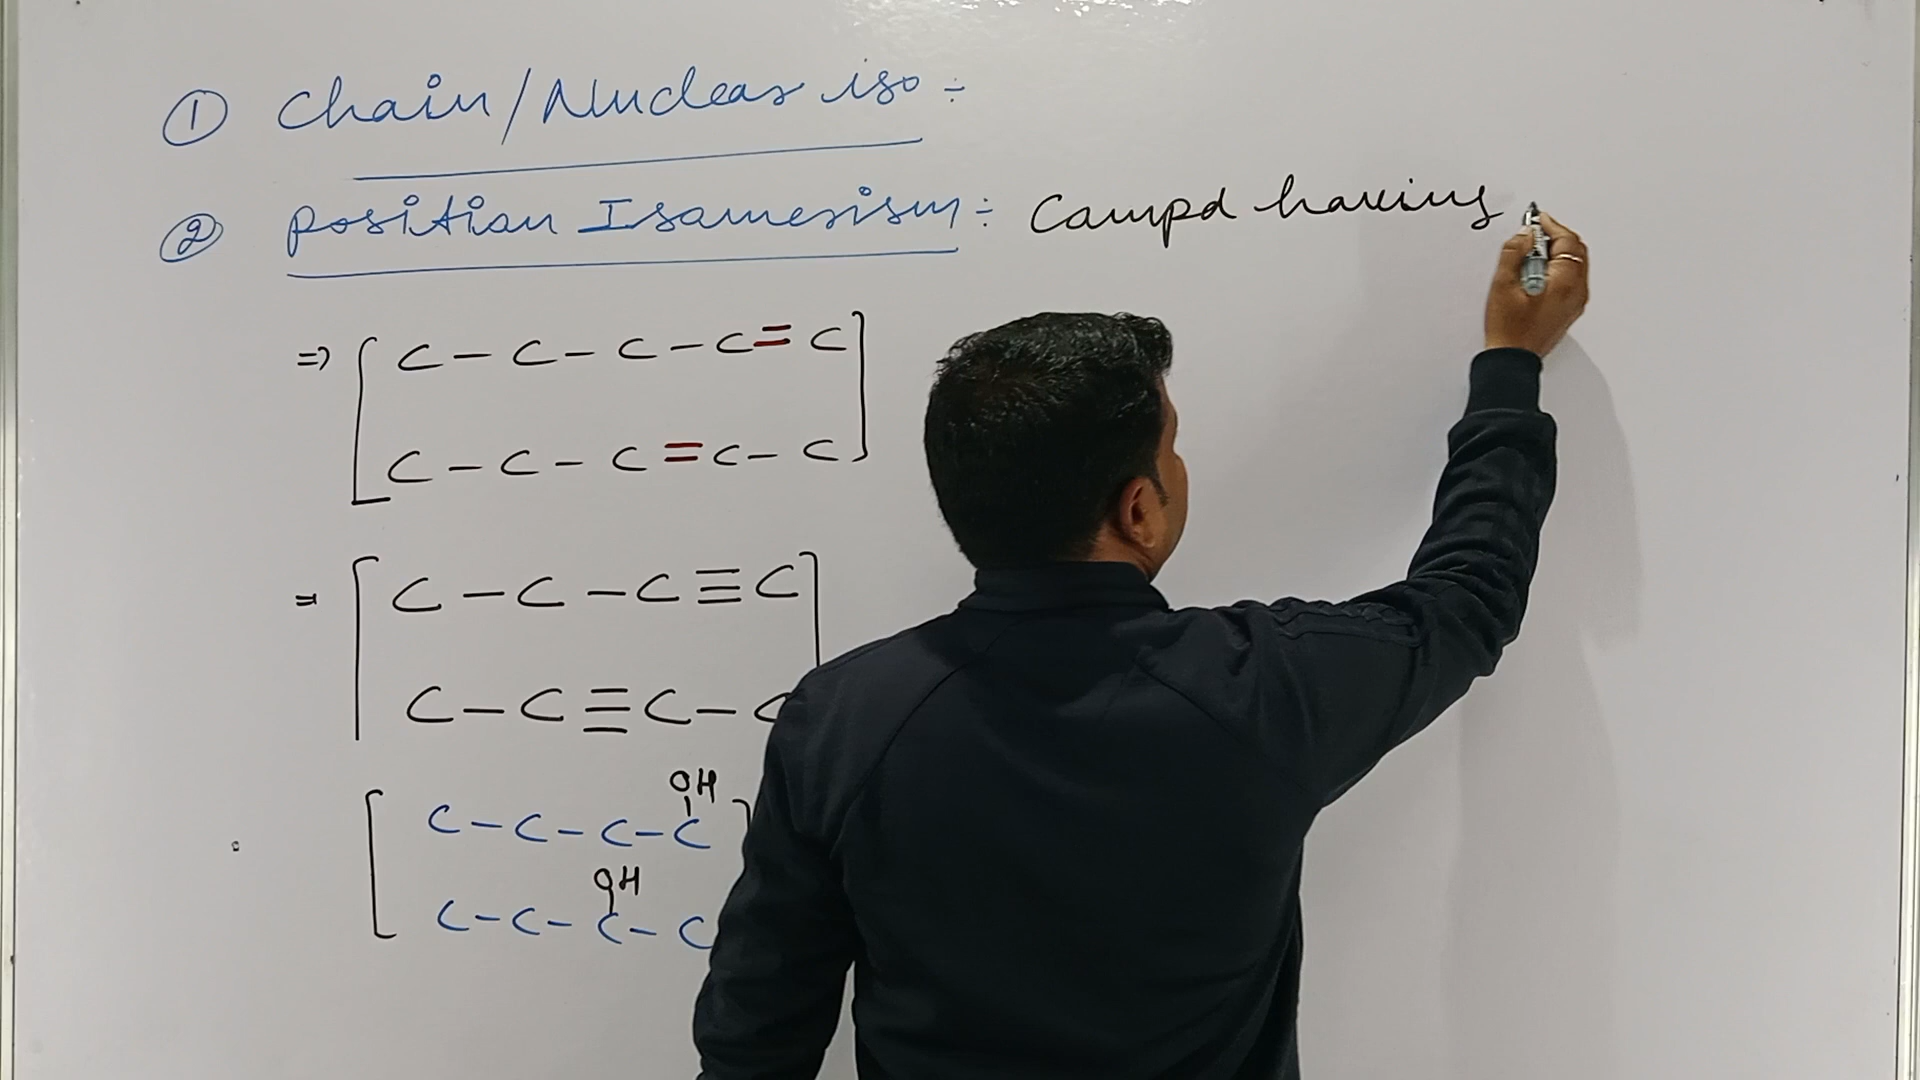 ① Chain/Nuclear iso :-
② Position Isomerism :- Compd having
=> [ C - C - C - C = C ]
C - C - C = C - C
= [ C - C - C ≡ C ]
C - C ≡ C - C
OH
[ C - C - C - C ]
OH
C - C - C - C